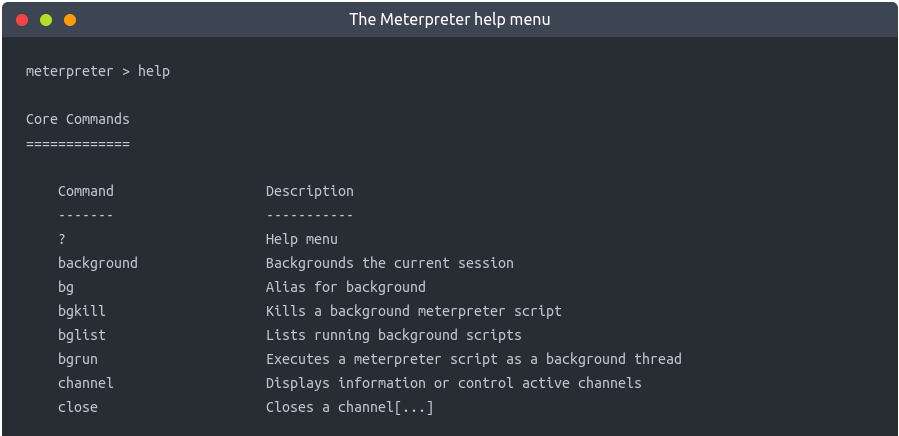 The Meterpreter help menu
meterpreter > help
Core Commands
=============
Command Description
------- -----------
? Help menu
background Backgrounds the current session
bg Alias for background
bgkill Kills a background meterpreter script
bglist Lists running background scripts
bgrun Executes a meterpreter script as a background thread
channel Displays information or control active channels
close Closes a channel[...]